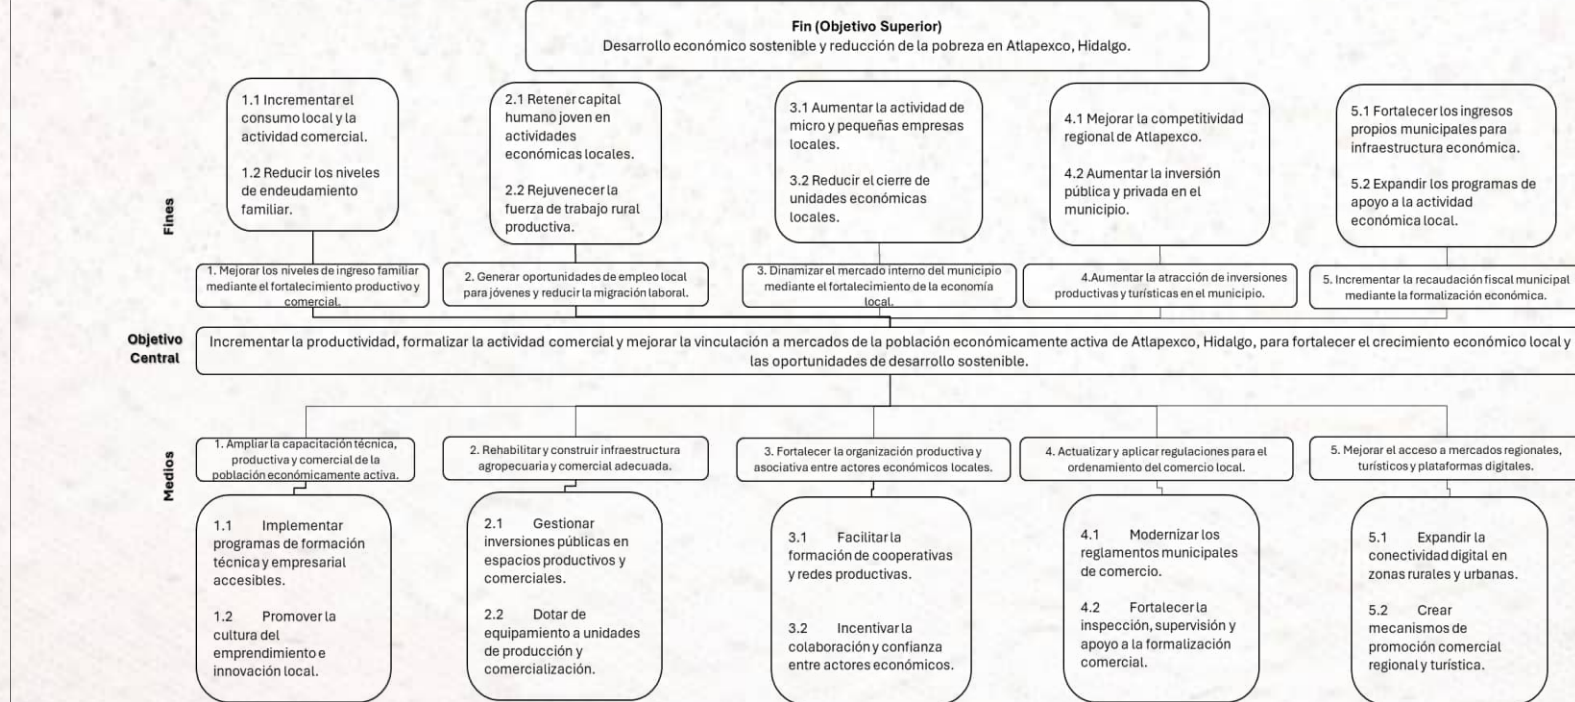 Fin (Objetivo Superior)
Desarrollo económico sostenible y reducción de la pobreza en Atlapexco, Hidalgo.
Fines
1.1 Incrementar el
consumo local y la
actividad comercial.
1.2 Reducir los niveles
de endeudamiento
familiar.
2.1 Retener capital
humano joven en
actividades
económicas locales.
2.2 Rejuvenecer la
fuerza de trabajo rural
productiva.
3.1 Aumentar la actividad de
micro y pequeñas empresas
locales.
3.2 Reducir el cierre de
unidades económicas
locales.
4.1 Mejorar la competitividad
regional de Atlapexco.
4.2 Aumentar la inversión
pública y privada en el
municipio.
5.1 Fortalecer los ingresos
propios municipales para
infraestructura económica.
5.2 Expandir los programas de
apoyo a la actividad
económica local.
1. Mejorar los niveles de ingreso familiar
mediante el fortalecimiento productivo y
comercial.
2. Generar oportunidades de empleo local
para jóvenes y reducir la migración laboral.
3. Dinamizar el mercado interno del municipio
mediante el fortalecimiento de la economía
local.
4.Aumentar la atracción de inversiones
productivas y turísticas en el municipio.
5. Incrementar la recaudación fiscal municipal
mediante la formalización económica.
Objetivo
Central
Incrementar la productividad, formalizar la actividad comercial y mejorar la vinculación a mercados de la población económicamente activa de Atlapexco, Hidalgo, para fortalecer el crecimiento económico local y
las oportunidades de desarrollo sostenible.
Medios
1. Ampliar la capacitación técnica,
productiva y comercial de la
población económicamente activa.
2. Rehabilitar y construir infraestructura
agropecuaria y comercial adecuada.
3. Fortalecer la organización productiva y
asociativa entre actores económicos locales.
4. Actualizar y aplicar regulaciones para el
ordenamiento del comercio local.
5. Mejorar el acceso a mercados regionales,
turísticos y plataformas digitales.
1.1 Implementar
programas de formación
técnica y empresarial
accesibles.
1.2 Promover la
cultura del
emprendimiento e
innovación local.
2.1 Gestionar
inversiones públicas en
espacios productivos y
comerciales.
2.2 Dotar de
equipamiento a unidades
de producción y
comercialización.
3.1 Facilitar la
formación de cooperativas
y redes productivas.
3.2 Incentivar la
colaboración y confianza
entre actores económicos.
4.1 Modernizar los
reglamentos municipales
de comercio.
4.2 Fortalecer la
inspección, supervisión y
apoyo a la formalización
comercial.
5.1 Expandir la
conectividad digital en
zonas rurales y urbanas.
5.2 Crear
mecanismos de
promoción comercial
regional y turística.